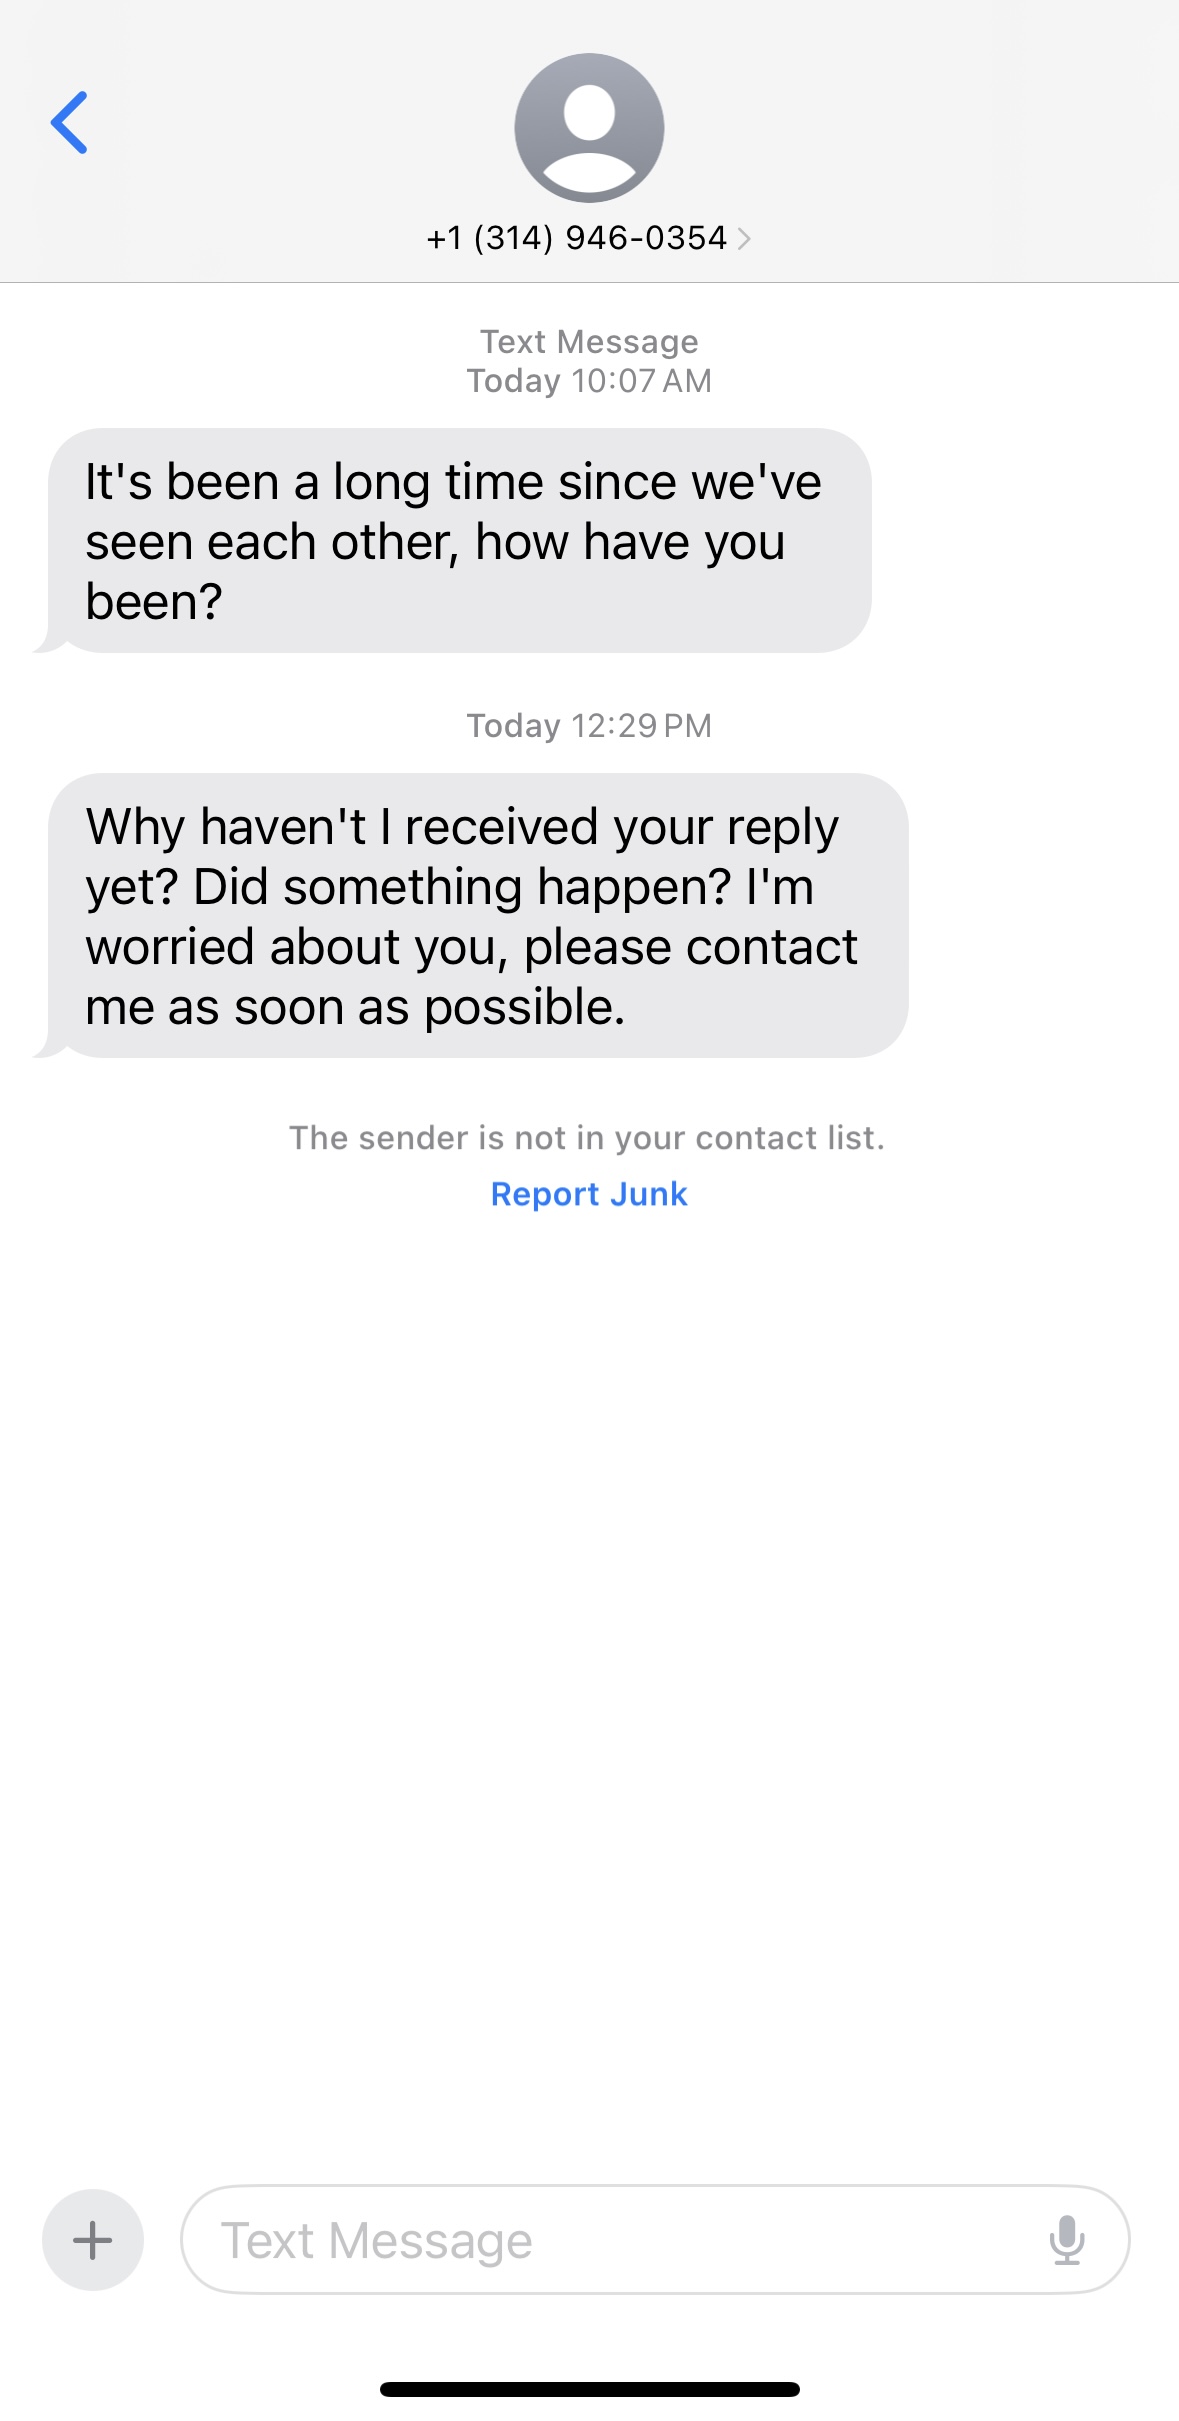 +1 (314) 946-0354
Text Message
Today 10:07 AM
It's been a long time since we've
seen each other, how have you
been?
Today 12:29 PM
Why haven't I received your reply
yet? Did something happen? I'm
worried about you, please contact
me as soon as possible.
The sender is not in your contact list.
Report Junk
Text Message